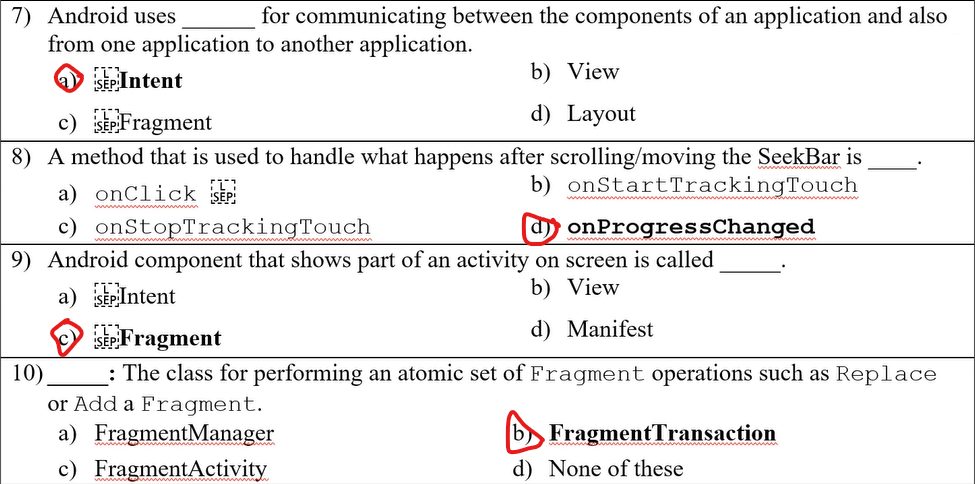 7) Android uses ______ for communicating between the components of an application and also
from one application to another application.
a) Intent
b) View
c) Fragment
d) Layout
8) A method that is used to handle what happens after scrolling/moving the SeekBar is ____.
a) onClick
b) onStartTrackingTouch
c) onStopTrackingTouch
d) onProgressChanged
9) Android component that shows part of an activity on screen is called _____.
a) Intent
b) View
c) Fragment
d) Manifest
10) _____: The class for performing an atomic set of Fragment operations such as Replace
or Add a Fragment.
a) FragmentManager
b) FragmentTransaction
c) FragmentActivity
d) None of these